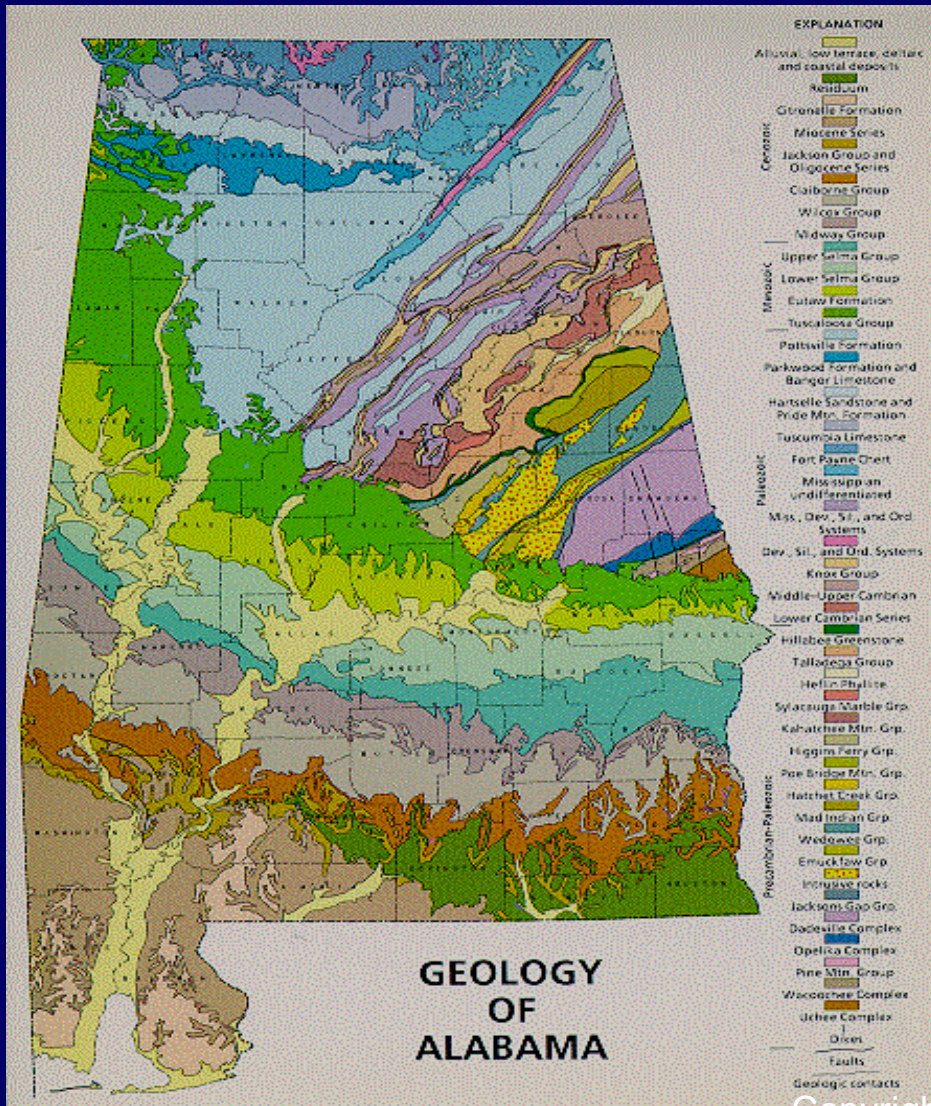 EXPLANATION
Alluvial, low terrace, deltaic
and coastal deposits
Residuum
Citronelle Formation
Miocene Series
Jackson Group and
Oligocene Series
Claiborne Group
Wilcox Group
Midway Group
Cenozoic
Upper Selma Group
Lower Selma Group
Eutaw Formation
Tuscaloosa Group
Mesozoic
Pottsville Formation
Parkwood Formation and
Bangor Limestone
Hartselle Sandstone and
Pride Mtn. Formation
Tuscumbia Limestone
Fort Payne Chert
Mississippian
undifferentiated
Miss., Dev., Sil., and Ord.
Systems
Dev., Sil., and Ord. Systems
Knox Group
Middle-Upper Cambrian
Lower Cambrian Series
Paleozoic
Hillabee Greenstone
Talladega Group
Heflin Phyllite
Sylacauga Marble Grp.
Kahatchee Mtn. Grp.
Higgins Ferry Grp.
Poe Bridge Mtn. Grp.
Hatchet Creek Grp.
Mad Indian Grp.
Wedowee Grp.
Emuckfaw Grp.
Intrusive rocks
Jacksons Gap Grp.
Dadeville Complex
Opelika Complex
Pine Mtn. Group
Wacoochee Complex
Uchee Complex
Precambrian-Paleozoic
Dikes
Faults
Geologic contacts
WALKER
CHILTON
GEOLOGY
OF
ALABAMA